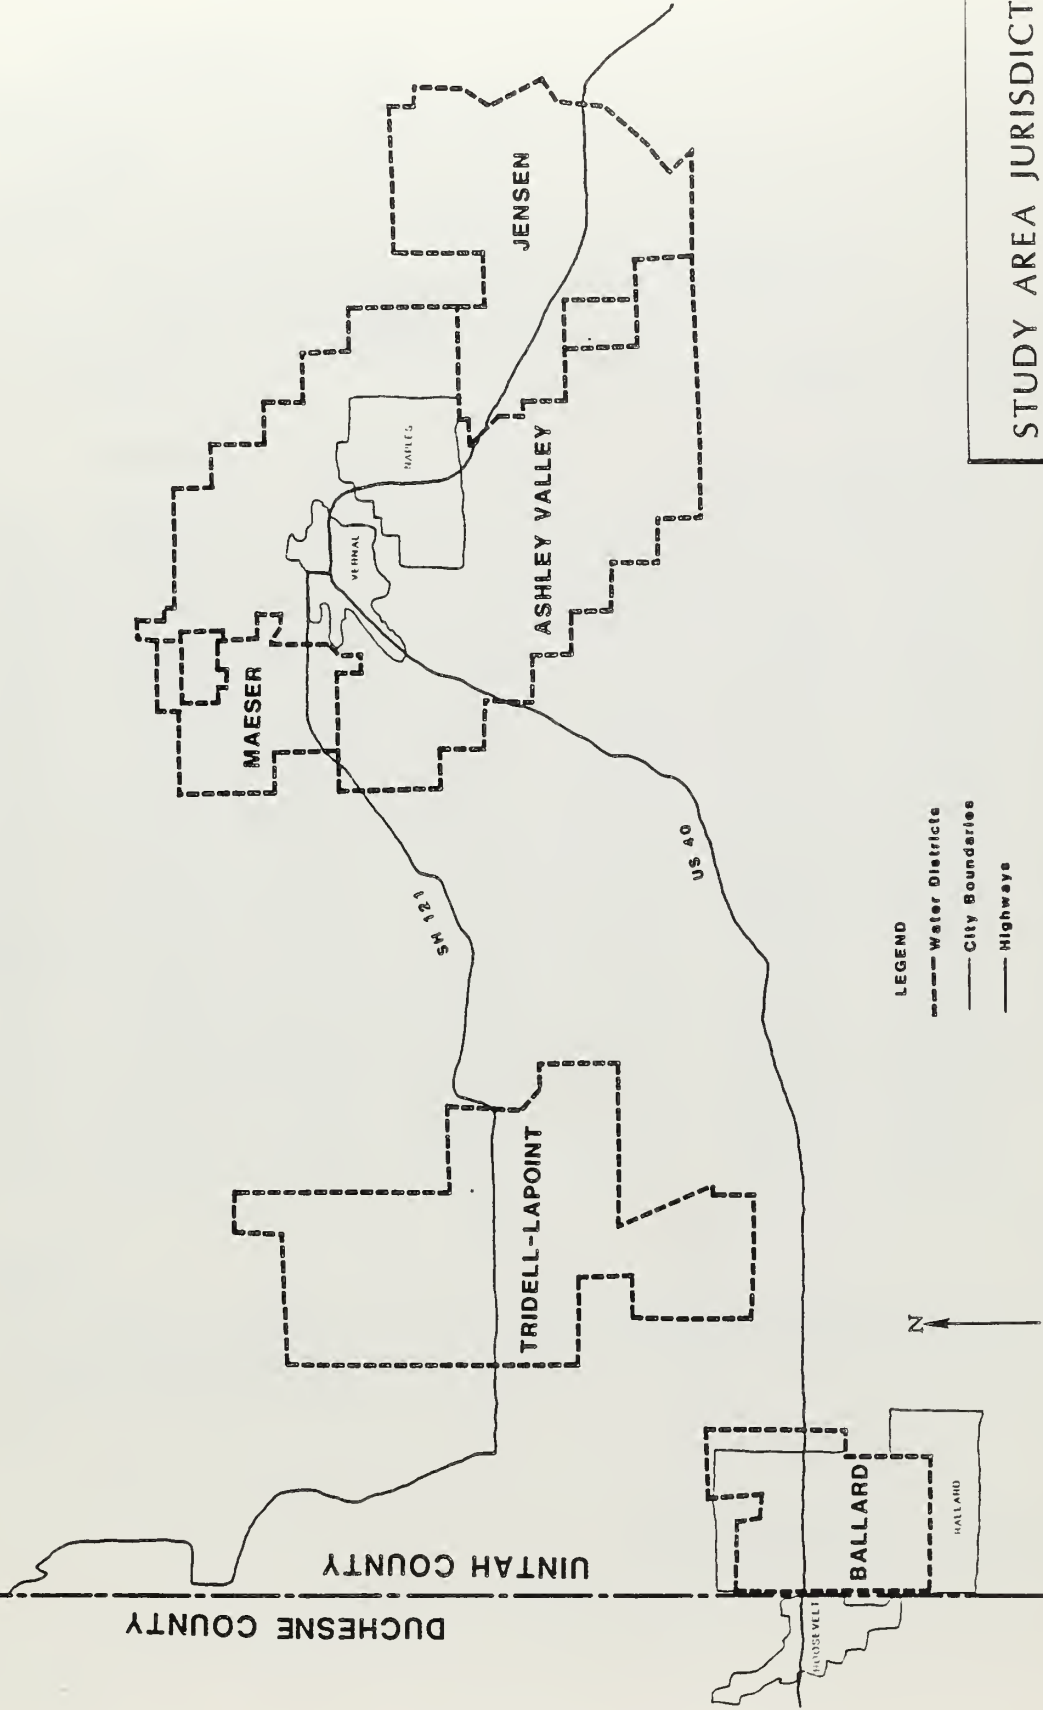 DUCHESNE COUNTY
UINTAH COUNTY
MAESER
JENSEN
NAPLES
VERNAL
ASHLEY VALLEY
SH 121
US 40
TRIDELL-LAPOINT
BALLARD
BALLARD
ROOSEVELT
N
LEGEND
Water Districts
City Boundaries
Highways
STUDY AREA JURISDICT